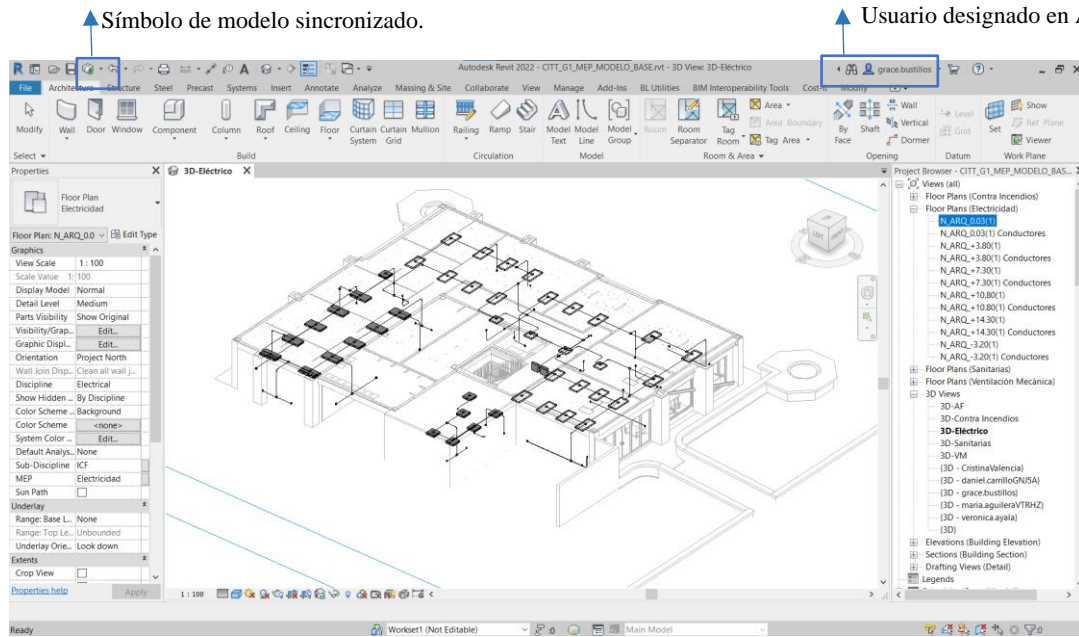 Símbolo de modelo sincronizado.
Usuario designado en
Autodesk Revit 2022 - CITT_G1_MEP_MODELO_BASE.rvt - 3D View: 3D-Eléctrico
grace.bustillos
File Architecture Structure Steel Precast Systems Insert Annotate Analyze Massing & Site Collaborate View Manage Add-Ins BL Utilities BIM Interoperability Tools Cost-It Modify
Modify Wall Door Window Component Column Roof Ceiling Floor Curtain System Curtain Grid Mullion Railing Ramp Stair Model Text Model Line Model Group Room Room Separator Tag Room
Area
Area Boundary
Tag Area
By Face Shaft
Wall
Vertical
Dormer
Level
Grid
Set
Show
Ref Plane
Viewer
Select Build Circulation Model Room & Area Opening Datum Work Plane
Properties
Floor Plan
Electricidad
Floor Plan: N_ARQ_0.0 Edit Type
Graphics
View Scale 1 : 100
Scale Value 1: 100
Display Model Normal
Detail Level Medium
Parts Visibility Show Original
Visibility/Grap... Edit...
Graphic Displ... Edit...
Orientation Project North
Wall Join Disp... Clean all wall j...
Discipline Electrical
Show Hidden ... By Discipline
Color Scheme ... Background
Color Scheme <none>
System Color ... Edit...
Default Analys... None
Sub-Discipline ICF
MEP Electricidad
Sun Path
Underlay
Range: Base L... None
Range: Top Le... Unbounded
Underlay Orie... Look down
Extents
Crop View
Properties help Apply
3D-Eléctrico
1 : 100
Project Browser - CITT_G1_MEP_MODELO_BAS...
Views (all)
Floor Plans (Contra Incendios)
Floor Plans (Electricidad)
N_ARQ_0.03(1)
N_ARQ_0.03(1) Conductores
N_ARQ_+3.80(1)
N_ARQ_+3.80(1) Conductores
N_ARQ_+7.30(1)
N_ARQ_+7.30(1) Conductores
N_ARQ_+10.80(1)
N_ARQ_+10.80(1) Conductores
N_ARQ_+14.30(1)
N_ARQ_+14.30(1) Conductores
N_ARQ_-3.20(1)
N_ARQ_-3.20(1) Conductores
Floor Plans (Sanitarias)
Floor Plans (Ventilación Mecánica)
3D Views
3D-AF
3D-Contra Incendios
3D-Eléctrico
3D-Sanitarias
3D-VM
{3D - CristinaValencia}
{3D - daniel.carrilloGNJ5A}
{3D - grace.bustillos}
{3D - maria.aguileraVTRHZ}
{3D - veronica.ayala}
{3D}
Elevations (Building Elevation)
Sections (Building Section)
Drafting Views (Detail)
Legends
Ready Workset1 (Not Editable) :0 Main Model :0